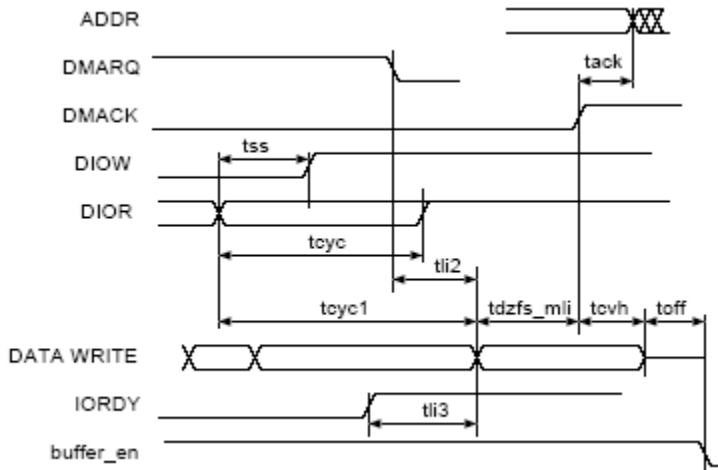 ADDR
DMARQ
tack
DMACK
tss
DIOW
DIOR
tcyc
tli2
tcyc1
tdzfs_mli
tcvh
toff
DATA WRITE
IORDY
tli3
buffer_en